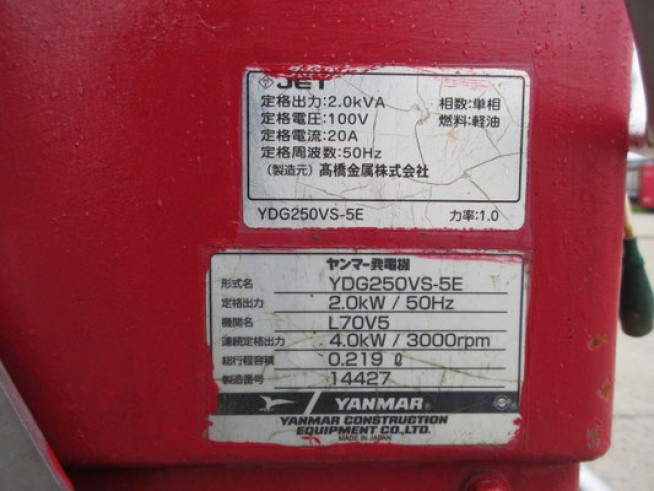 JET
定格出力:2.0kVA 相数:単相
定格電圧:100V 燃料:軽油
定格電流:20A
定格周波数:50Hz
(製造元) 髙橋金属株式会社
YDG250VS-5E 力率:1.0
ヤンマー発電機
形式名 YDG250VS-5E
定格出力 2.0kW / 50Hz
機関名 L70V5
連続定格出力 4.0kW / 3000rpm
総行程容積 0.219 ℓ
製造番号 14427
YANMAR
YANMAR CONSTRUCTION
EQUIPMENT CO.,LTD.
MADE IN JAPAN